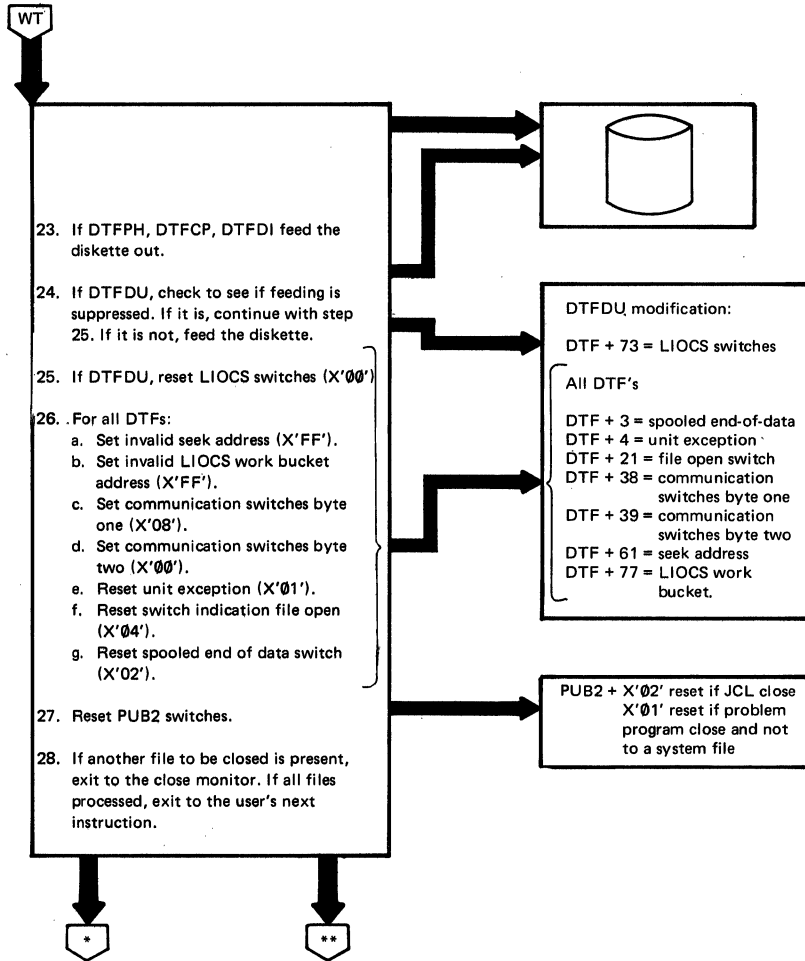 WT
23. If DTFPH, DTFCP, DTFDI feed the
diskette out.
24. If DTFDU, check to see if feeding is
suppressed. If it is, continue with step
25. If it is not, feed the diskette.
25. If DTFDU, reset LIOCS switches (X'00')
26. For all DTFs:
a. Set invalid seek address (X'FF').
b. Set invalid LIOCS work bucket
address (X'FF').
c. Set communication switches byte
one (X'08').
d. Set communication switches byte
two (X'00').
e. Reset unit exception (X'01').
f. Reset switch indication file open
(X'04').
g. Reset spooled end of data switch
(X'02').
27. Reset PUB2 switches.
28. If another file to be closed is present,
exit to the close monitor. If all files
processed, exit to the user's next
instruction.
DTFDU modification:
DTF + 73 = LIOCS switches
All DTF's
DTF + 3 = spooled end-of-data
DTF + 4 = unit exception
DTF + 21 = file open switch
DTF + 38 = communication
switches byte one
DTF + 39 = communication
switches byte two
DTF + 61 = seek address
DTF + 77 = LIOCS work
bucket.
PUB2 + X'02' reset if JCL close
X'01' reset if problem
program close and not
to a system file
*
**